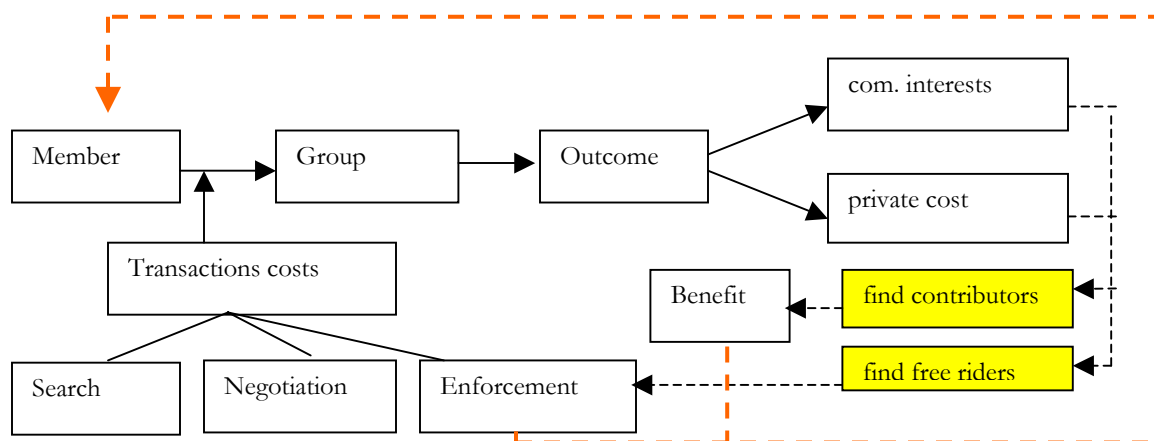 com. interests
Member
Group
Outcome
private cost
Transactions costs
Benefit
find contributors
Search
Negotiation
Enforcement
find free riders